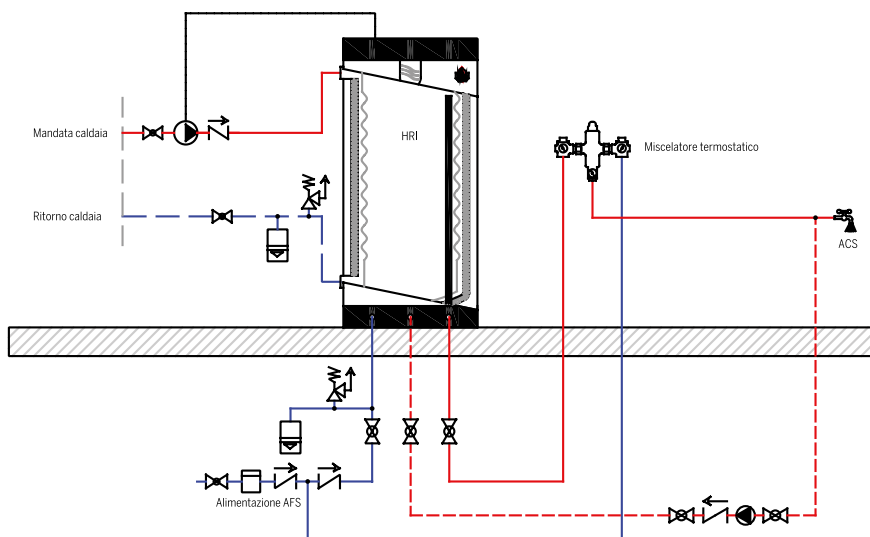 Mandata caldaia
HRI
Miscelatore termostatico
Ritorno caldaia
ACS
Alimentazione AFS